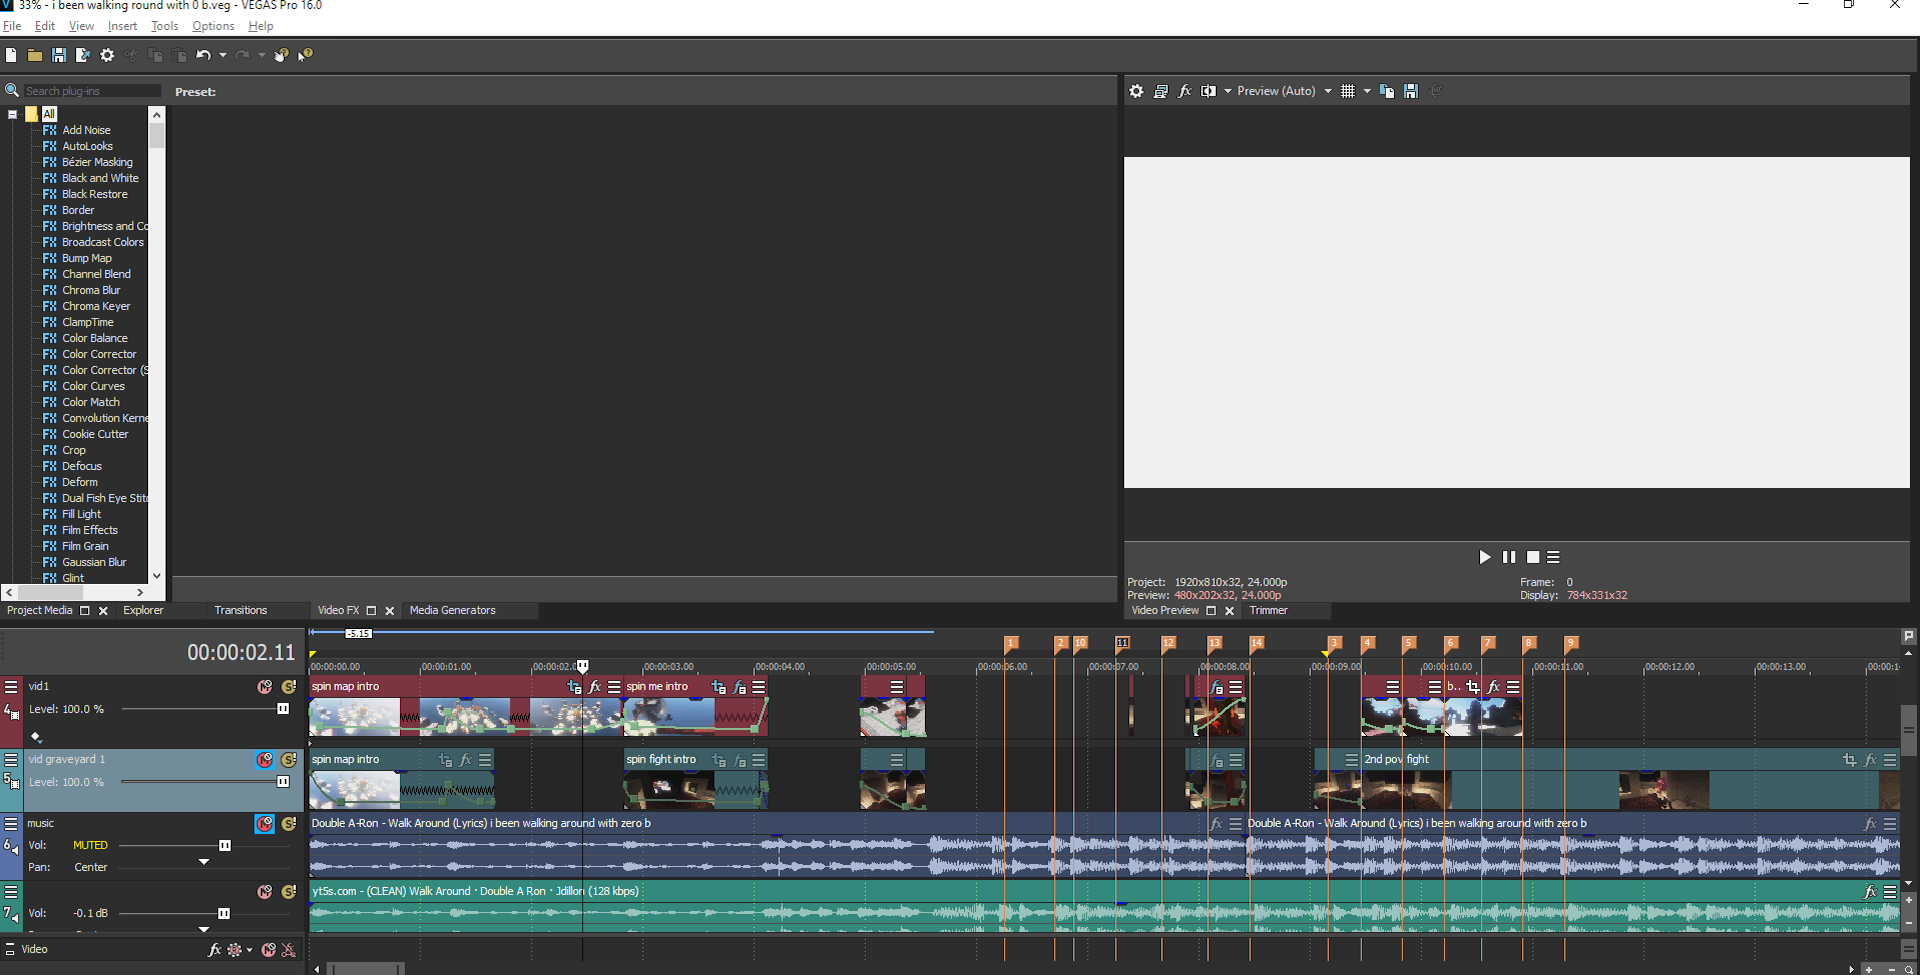 33% - i been walking round with 0 b.veg - VEGAS Pro 16.0
File Edit View Insert Tools Options Help
Search plug-ins
Preset:
Preview (Auto)
All
Add Noise
AutoLooks
Bézier Masking
Black and White
Black Restore
Border
Brightness and Co
Broadcast Colors
Bump Map
Channel Blend
Chroma Blur
Chroma Keyer
ClampTime
Color Balance
Color Corrector
Color Corrector (S
Color Curves
Color Match
Convolution Kerne
Cookie Cutter
Crop
Defocus
Deform
Dual Fish Eye Stitc
Fill Light
Film Effects
Film Grain
Gaussian Blur
Glint
Project: 1920x810x32, 24.000p
Preview: 480x202x32, 24.000p
Frame: 0
Display: 784x331x32
Project Media Explorer Transitions Video FX Media Generators
Video Preview Trimmer
-5.15
1 2 10 11 12 13 14 3 4 5 6 7 8 9
00:00:02.11
00:00:00.00 00:00:01.00 00:00:02.0 00:00:03.00 00:00:04.00 00:00:05.00 00:00:06.00 00:00:07.00 00:00:08.00 00:00:09.00 00:00:10.00 00:00:11.00 00:00:12.00 00:00:13.00 00:00:1
4
vid1
Level: 100.0 %
spin map intro
spin me intro
b...
5
vid graveyard 1
Level: 100.0 %
spin map intro
spin fight intro
2nd pov fight
6
music
Vol: MUTED
Pan: Center
Double A-Ron - Walk Around (Lyrics) i been walking around with zero b
Double A-Ron - Walk Around (Lyrics) i been walking around with zero b
7
Vol: -0.1 dB
yt5s.com - (CLEAN) Walk Around · Double A Ron · Jdillon (128 kbps)
Video